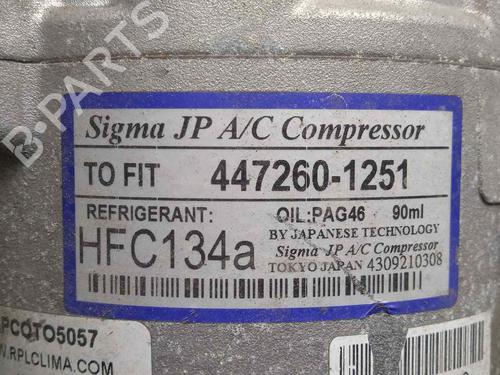 Sigma JP A/C Compressor
TO FIT 447260-1251
REFRIGERANT: OIL:PAG46 90ml
HFC134a BY JAPANESE TECHNOLOGY
Sigma JP A/C Compressor
TOKYO JAPAN 4309210308
PCOTO5057
.RPLCLIMA.COM